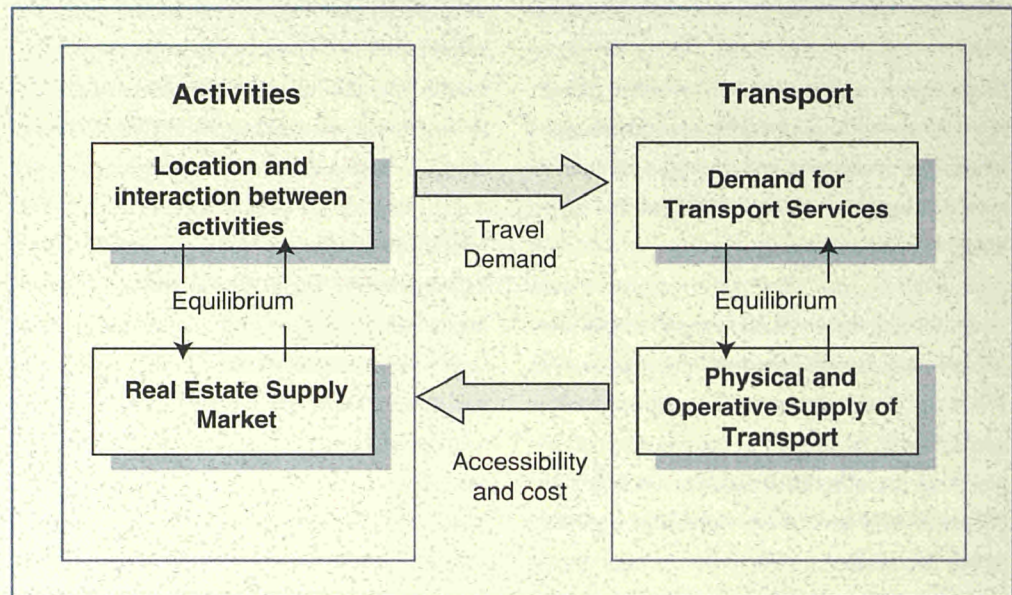 Activities
Location and
interaction between
activities
Equilibrium
Real Estate Supply
Market
Travel
Demand
Accessibility
and cost
Transport
Demand for
Transport Services
Equilibrium
Physical and
Operative Supply of
Transport